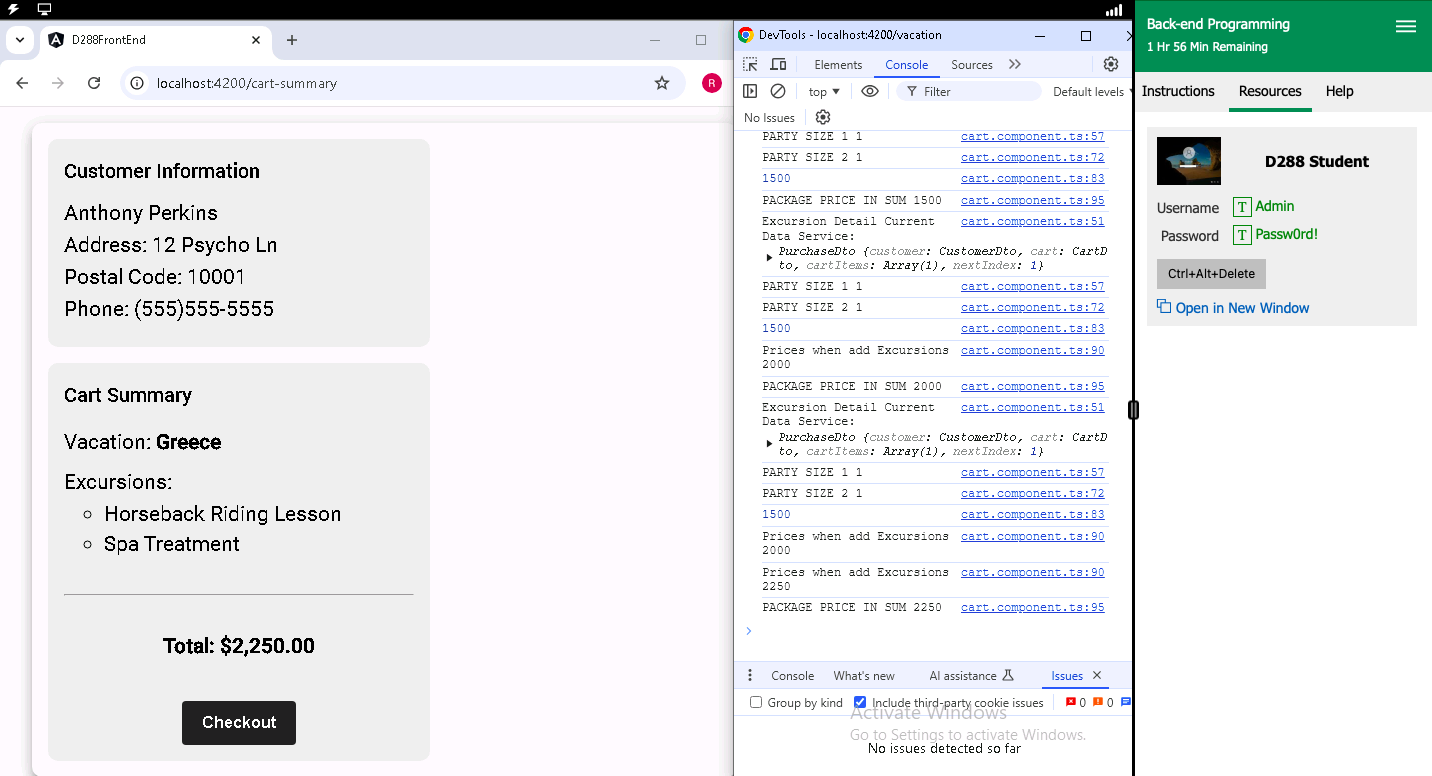 D288FrontEnd
localhost:4200/cart-summary
R
Customer Information
Anthony Perkins
Address: 12 Psycho Ln
Postal Code: 10001
Phone: (555)555-5555
Cart Summary
Vacation: Greece
Excursions:
Horseback Riding Lesson
Spa Treatment
Total: $2,250.00
Checkout
DevTools - localhost:4200/vacation
Elements Console Sources
top Filter Default levels
No Issues
PARTY SIZE 1 1 cart.component.ts:57
PARTY SIZE 2 1 cart.component.ts:72
1500 cart.component.ts:83
PACKAGE PRICE IN SUM 1500 cart.component.ts:95
Excursion Detail Current cart.component.ts:51
Data Service:
PurchaseDto {customer: CustomerDto, cart: CartD
to, cartItems: Array(1), nextIndex: 1}
PARTY SIZE 1 1 cart.component.ts:57
PARTY SIZE 2 1 cart.component.ts:72
1500 cart.component.ts:83
Prices when add Excursions cart.component.ts:90
2000
PACKAGE PRICE IN SUM 2000 cart.component.ts:95
Excursion Detail Current cart.component.ts:51
Data Service:
PurchaseDto {customer: CustomerDto, cart: CartD
to, cartItems: Array(1), nextIndex: 1}
PARTY SIZE 1 1 cart.component.ts:57
PARTY SIZE 2 1 cart.component.ts:72
1500 cart.component.ts:83
Prices when add Excursions cart.component.ts:90
2000
Prices when add Excursions cart.component.ts:90
2250
PACKAGE PRICE IN SUM 2250 cart.component.ts:95
Console What's new AI assistance Issues
Group by kind Include third-party cookie issues 0 0
Activate Windows
Go to Settings to activate Windows.
No issues detected so far
Back-end Programming
1 Hr 56 Min Remaining
Instructions Resources Help
D288 Student
Username T Admin
Password T Passw0rd!
Ctrl+Alt+Delete
Open in New Window